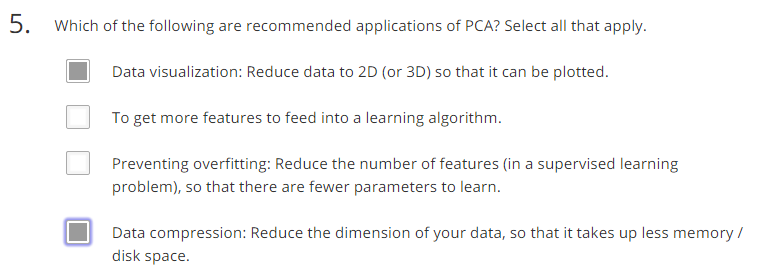 5. Which of the following are recommended applications of PCA? Select all that apply.
Data visualization: Reduce data to 2D (or 3D) so that it can be plotted.
To get more features to feed into a learning algorithm.
Preventing overfitting: Reduce the number of features (in a supervised learning
problem), so that there are fewer parameters to learn.
Data compression: Reduce the dimension of your data, so that it takes up less memory /
disk space.